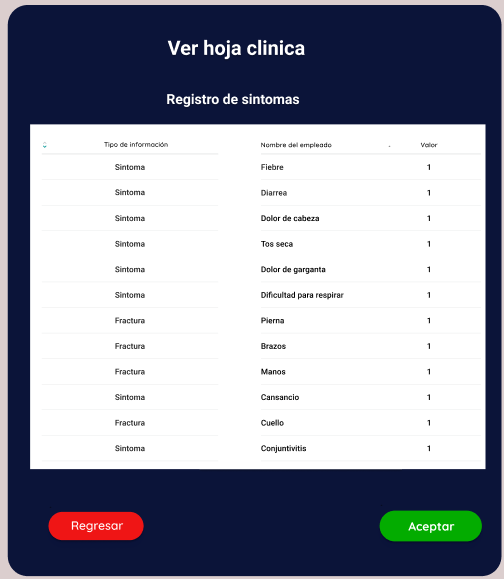 Ver hoja clinica
Registro de sintomas
Tipo de información Nombre del empleado Valor
Sintoma Fiebre 1
Sintoma Diarrea 1
Sintoma Dolor de cabeza 1
Sintoma Tos seca 1
Sintoma Dolor de garganta 1
Sintoma Dificultad para respirar 1
Fractura Pierna 1
Fractura Brazos 1
Fractura Manos 1
Sintoma Cansancio 1
Fractura Cuello 1
Sintoma Conjuntivitis 1
Regresar Aceptar